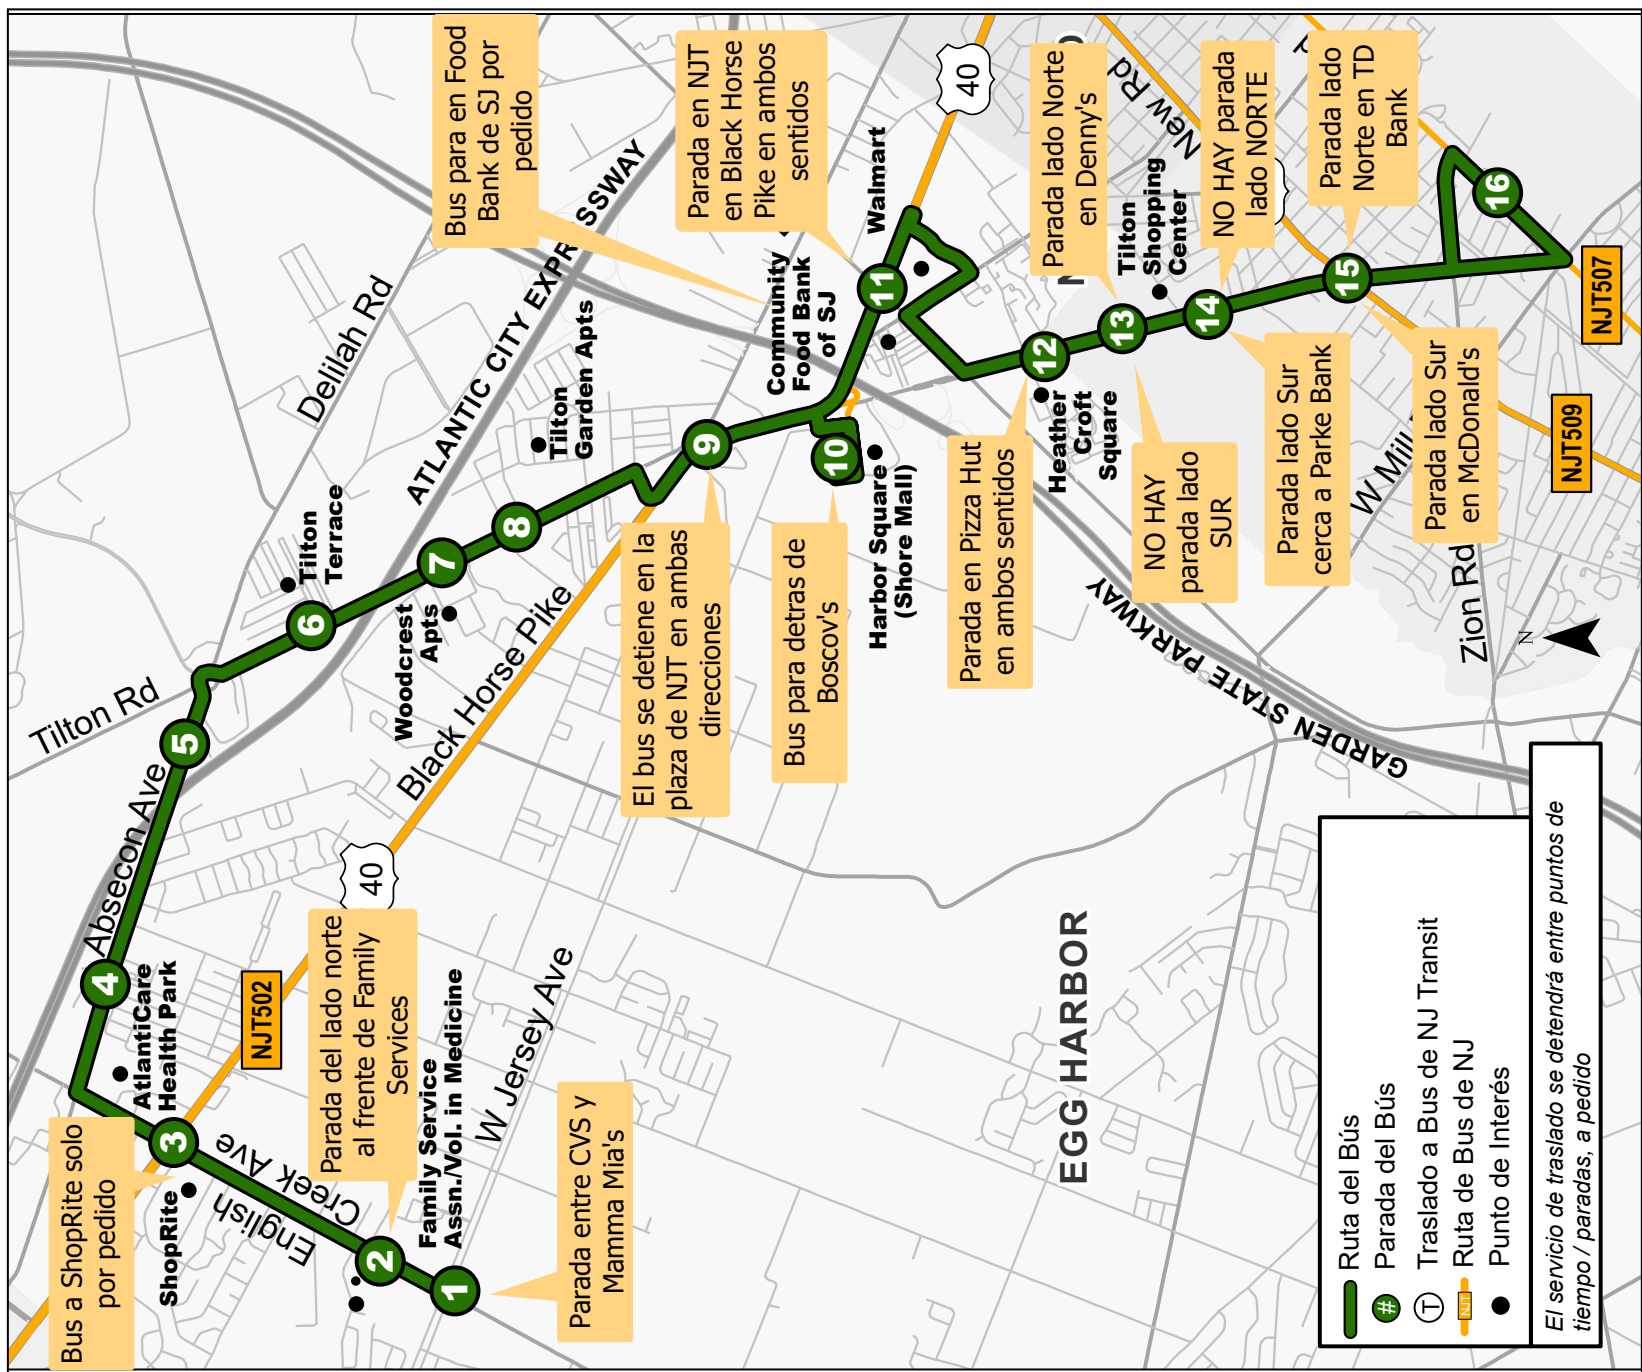 Bus a ShopRite solo
por pedido
ShopRite
AtlantiCare
Health Park
English
Creek Ave
NJT502
Parada del lado norte
al frente de Family
Services
Family Service
Assn./Vol. in Medicine
W Jersey Ave
Parada entre CVS y
Mamma Mia's
1
2
3
4
5
6
7
8
9
10
11
12
13
14
15
16
Absecon Ave
Tilton Rd
40
Black Horse Pike
Woodcrest
Apts
Tilton
Terrace
Delilah Rd
ATLANTIC CITY EXPRESSWAY
Tilton
Garden Apts
El bus se detiene en la
plaza de NJT en ambas
direcciones
Bus para detras de
Boscov's
Harbor Square
(Shore Mall)
Bus para en Food
Bank de SJ por
pedido
Community
Food Bank
of SJ
Parada en NJT
en Black Horse
Pike en ambos
sentidos
Walmart
40
Parada en Pizza Hut
en ambos sentidos
Heather
Croft
Square
Parada lado Norte
en Denny's
Tilton
Shopping
Center
New Rd
NO HAY
parada lado
SUR
NO HAY parada
lado NORTE
Parada lado Sur
cerca a Parke Bank
Parada lado
Norte en TD
Bank
Parada lado Sur
en McDonald's
W Mill
Zion Rd
NJT509
NJT507
GARDEN STATE PARKWAY
EGG HARBOR
N
Ruta del Bús
# Parada del Bús
T Traslado a Bus de NJ Transit
NJT Ruta de Bus de NJ
Punto de Interés
El servicio de traslado se detendrá entre puntos de
tiempo / paradas, a pedido